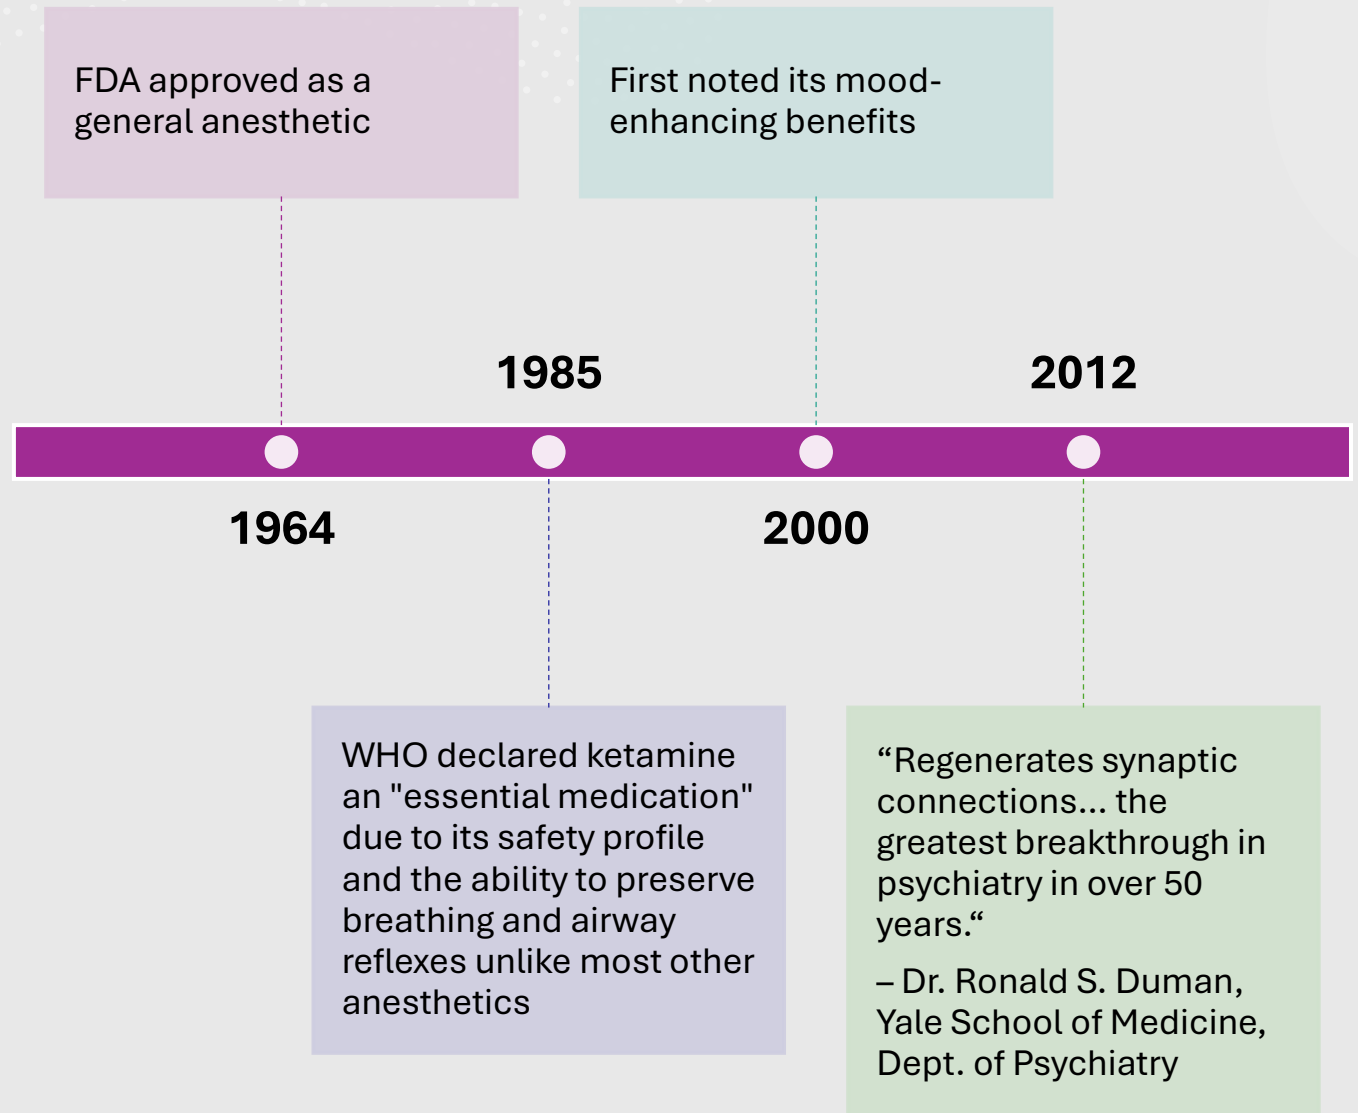 FDA approved as a
general anesthetic
First noted its mood-
enhancing benefits
1985
2012
1964
2000
WHO declared ketamine
an "essential medication"
due to its safety profile
and the ability to preserve
breathing and airway
reflexes unlike most other
anesthetics
“Regenerates synaptic
connections... the
greatest breakthrough in
psychiatry in over 50
years.“
– Dr. Ronald S. Duman,
Yale School of Medicine,
Dept. of Psychiatry